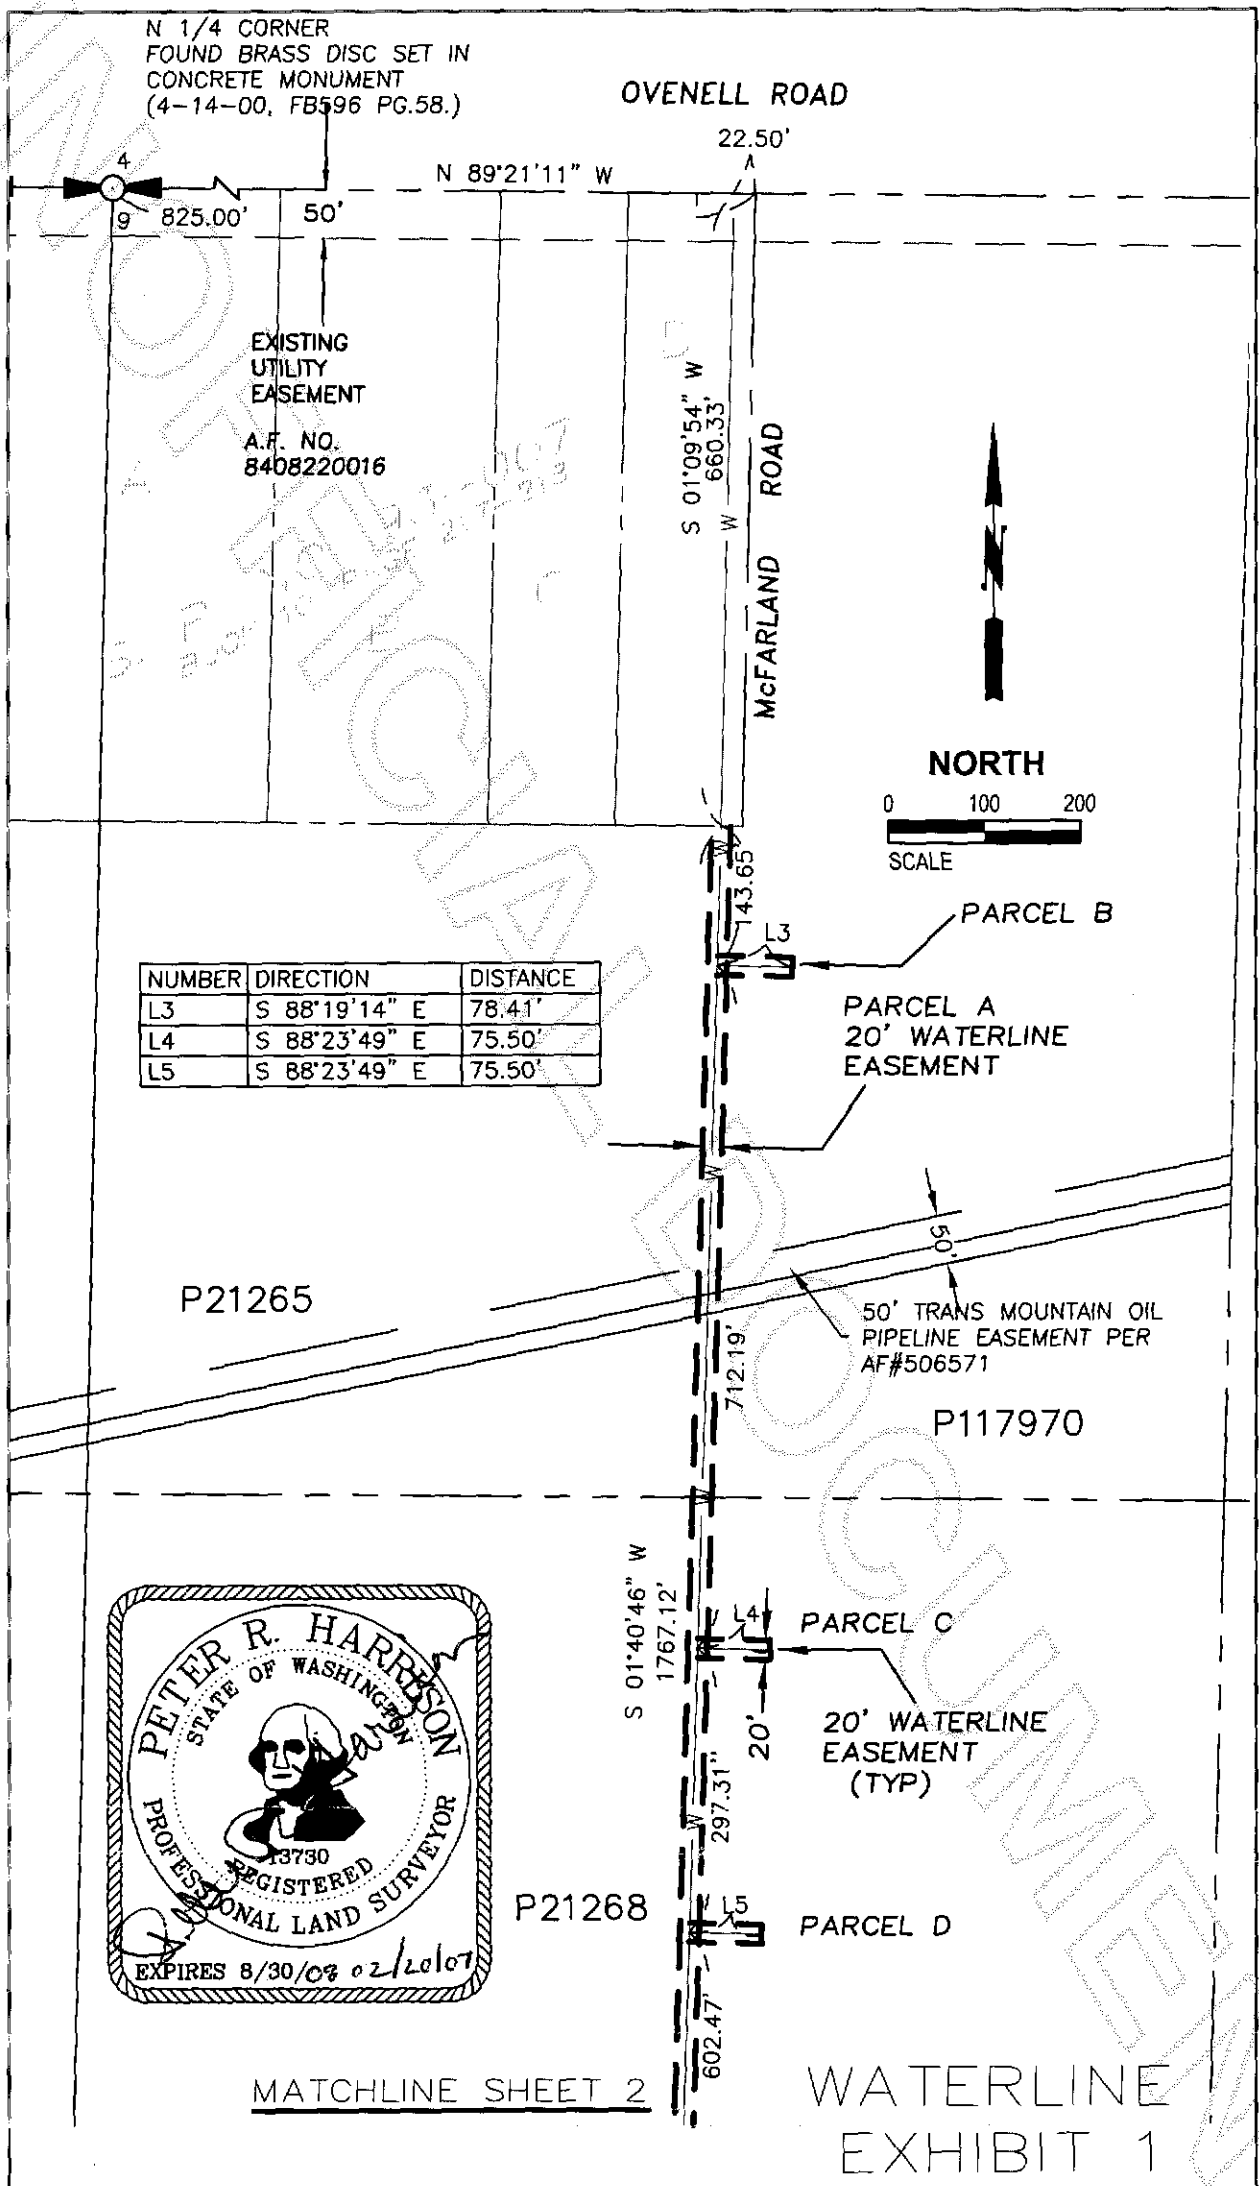 N 1/4 CORNER
FOUND BRASS DISC SET IN
CONCRETE MONUMENT
(4-14-00, FB596 PG.58.)
OVENELL ROAD
22.50'
4
N 89°21'11" W
9
825.00'
50'
EXISTING
UTILITY
EASEMENT
A.F. NO.
8408220016
S 01°09'54" W
660.33'
W
McFARLAND ROAD
N
NORTH
0 100 200
SCALE
W
143.65'
L3
PARCEL B
NUMBER DIRECTION DISTANCE
L3 S 88°19'14" E 78.41'
L4 S 88°23'49" E 75.50'
L5 S 88°23'49" E 75.50'
PARCEL A
20' WATERLINE
EASEMENT
W
50'
P21265
50' TRANS MOUNTAIN OIL
PIPELINE EASEMENT PER
AF#506571
712.19'
P117970
W
S 01°40'46" W
1767.12'
L4
PARCEL C
20'
20' WATERLINE
EASEMENT
(TYP)
297.31"
W
PETER R. HARRISON
STATE OF WASHINGTON
13730
REGISTERED
PROFESSIONAL LAND SURVEYOR
EXPIRES 8/30/08 02/20/07
P21268
L5
PARCEL D
602.47'
MATCHLINE SHEET 2
WATERLINE
EXHIBIT 1
UNOFFICIAL DOCUMENT